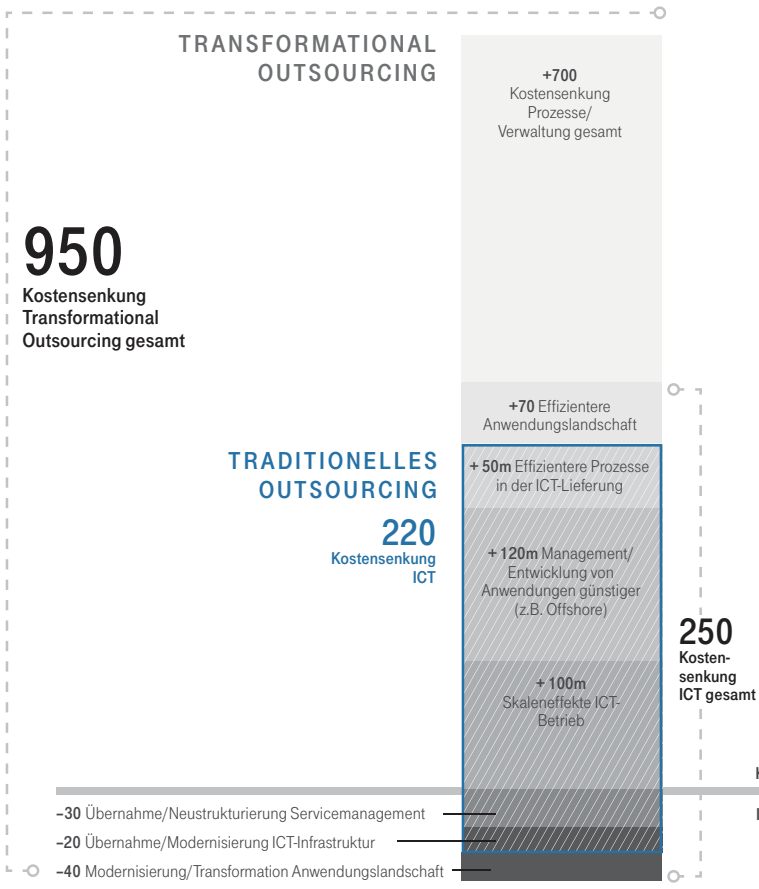 TRANSFORMATIONAL
OUTSOURCING
+700
Kostensenkung
Prozesse/
Verwaltung gesamt
950
Kostensenkung
Transformational
Outsourcing gesamt
+70 Effizientere
Anwendungslandschaft
TRADITIONELLES
OUTSOURCING
220
Kostensenkung
ICT
+ 50m Effizientere Prozesse
in der ICT-Lieferung
+ 120m Management/
Entwicklung von
Anwendungen günstiger
(z.B. Offshore)
250
Kosten-
senkung
ICT gesamt
+ 100m
Skaleneffekte ICT-
Betrieb
–30 Übernahme/Neustrukturierung Servicemanagement
–20 Übernahme/Modernisierung ICT-Infrastruktur
–40 Modernisierung/Transformation Anwendungslandschaft